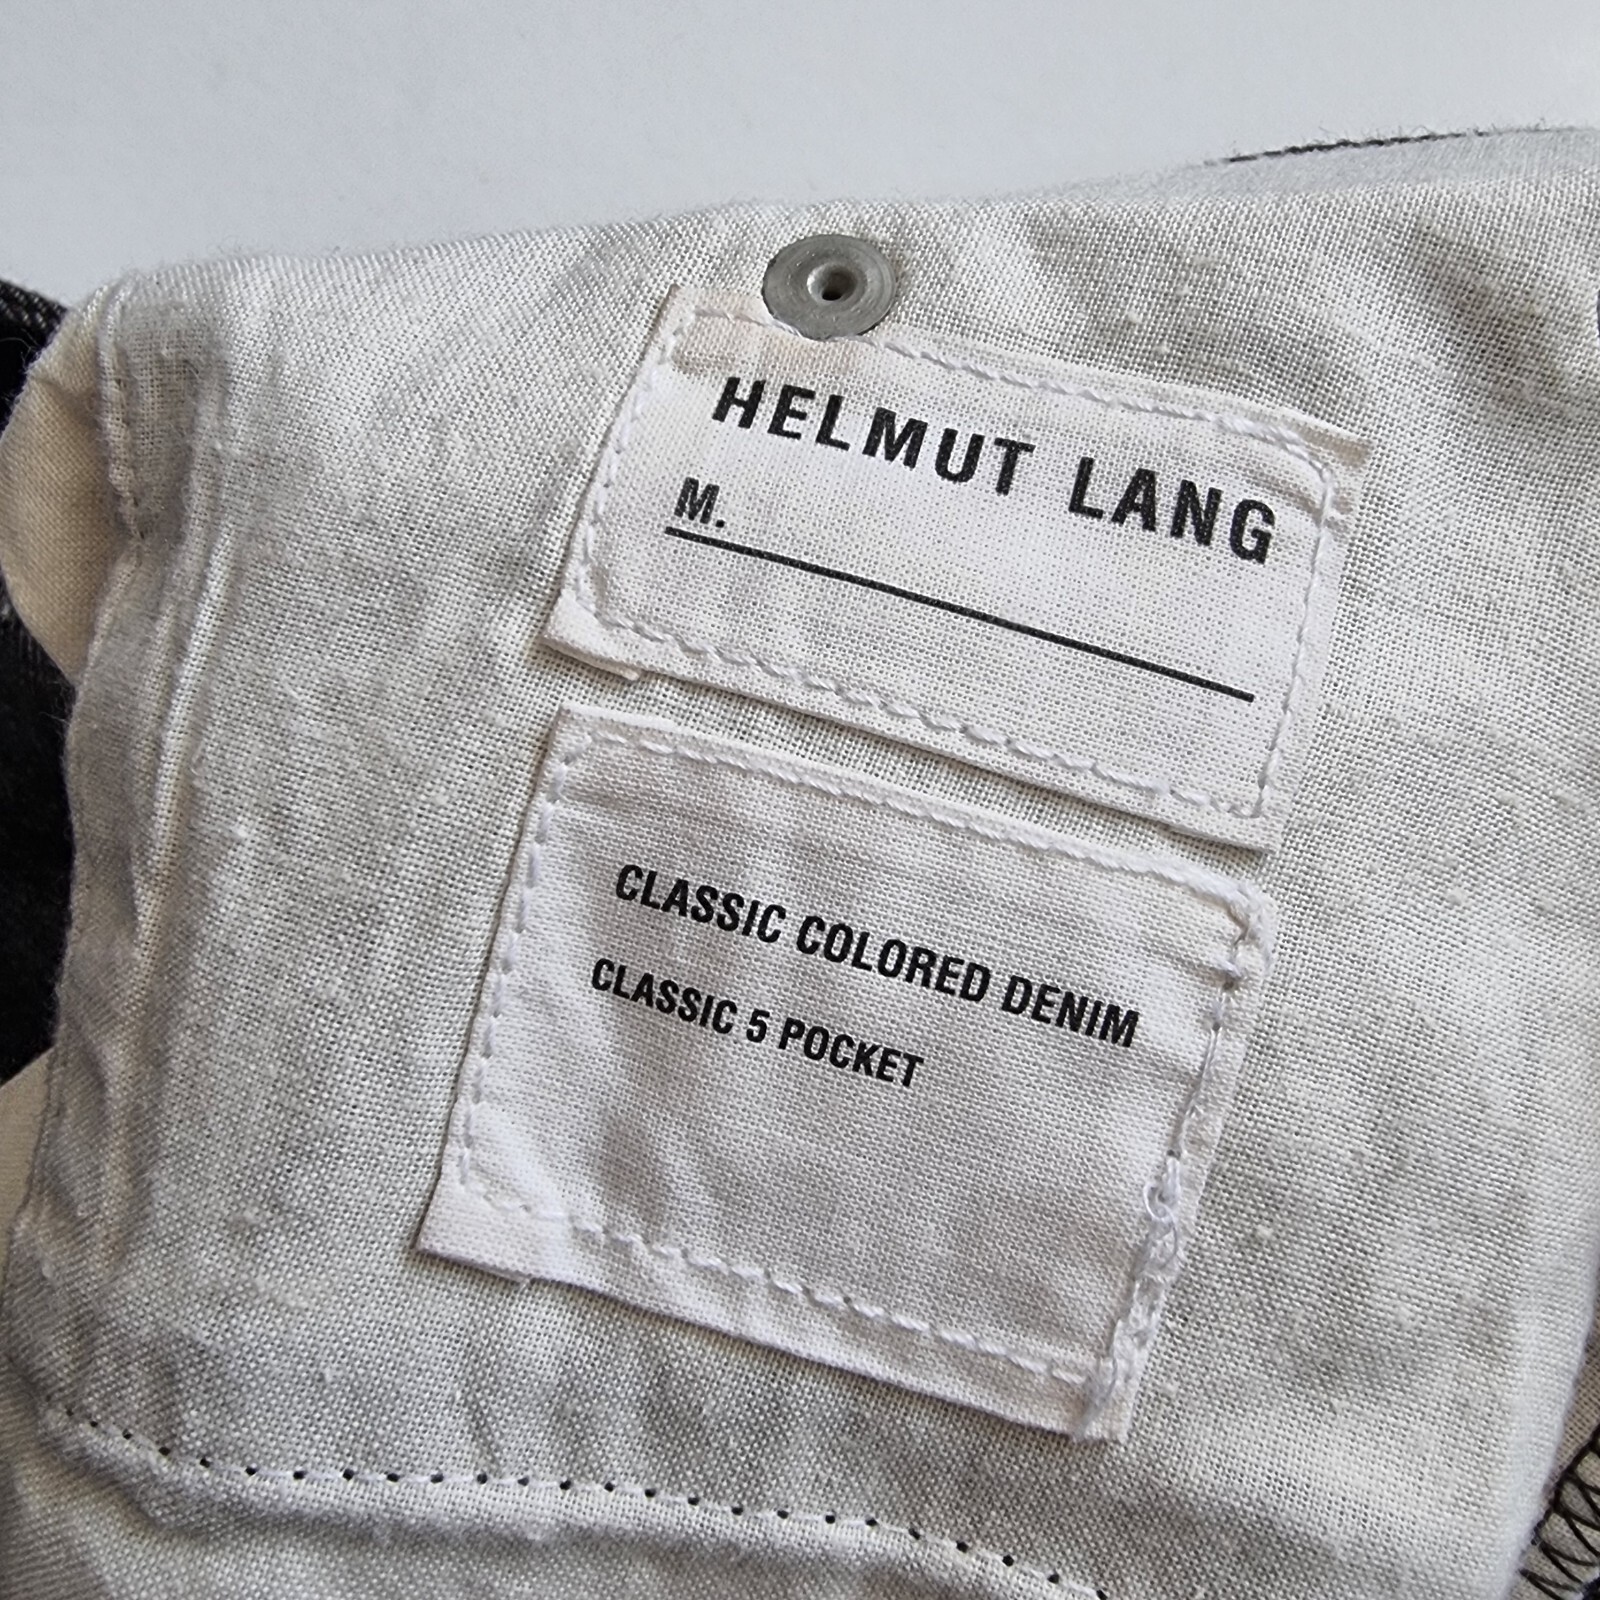 HELMUT LANG
M.
CLASSIC COLORED DENIM
CLASSIC 5 POCKET